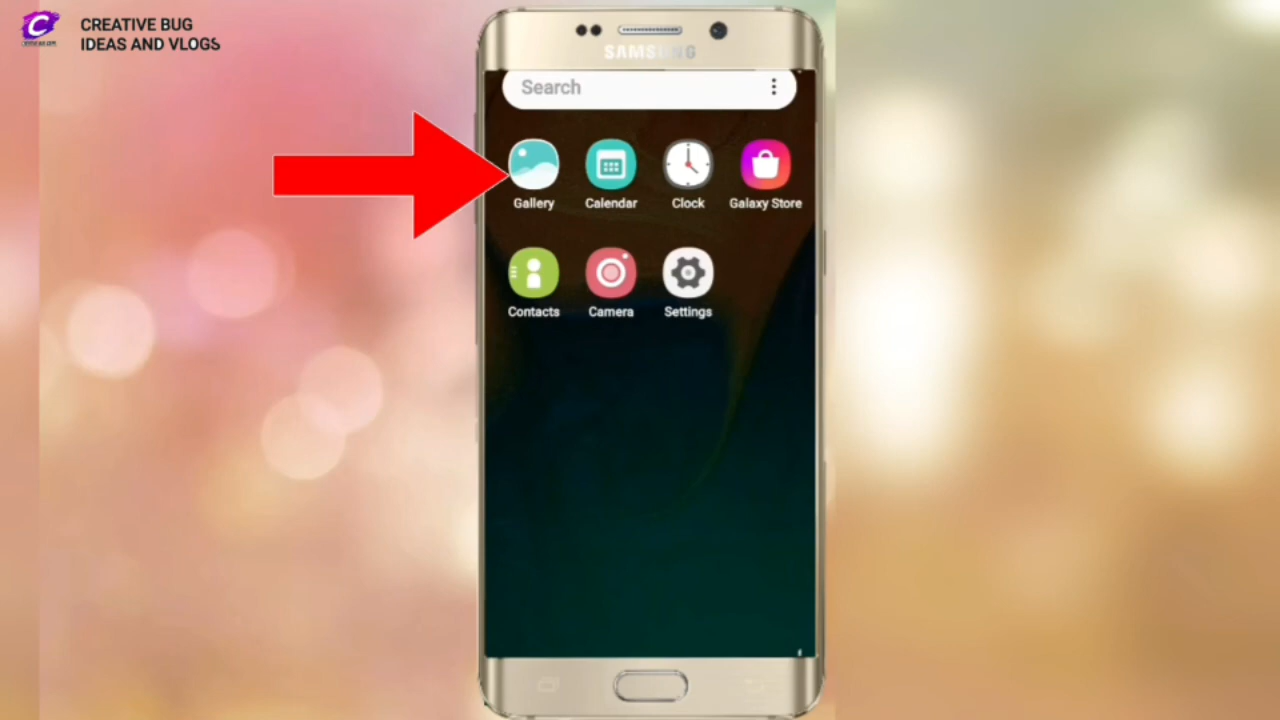 CREATIVE BUG
IDEAS AND VLOGS
SAMSUNG
Search
Gallery Calendar Clock Galaxy Store
Contacts Camera Settings